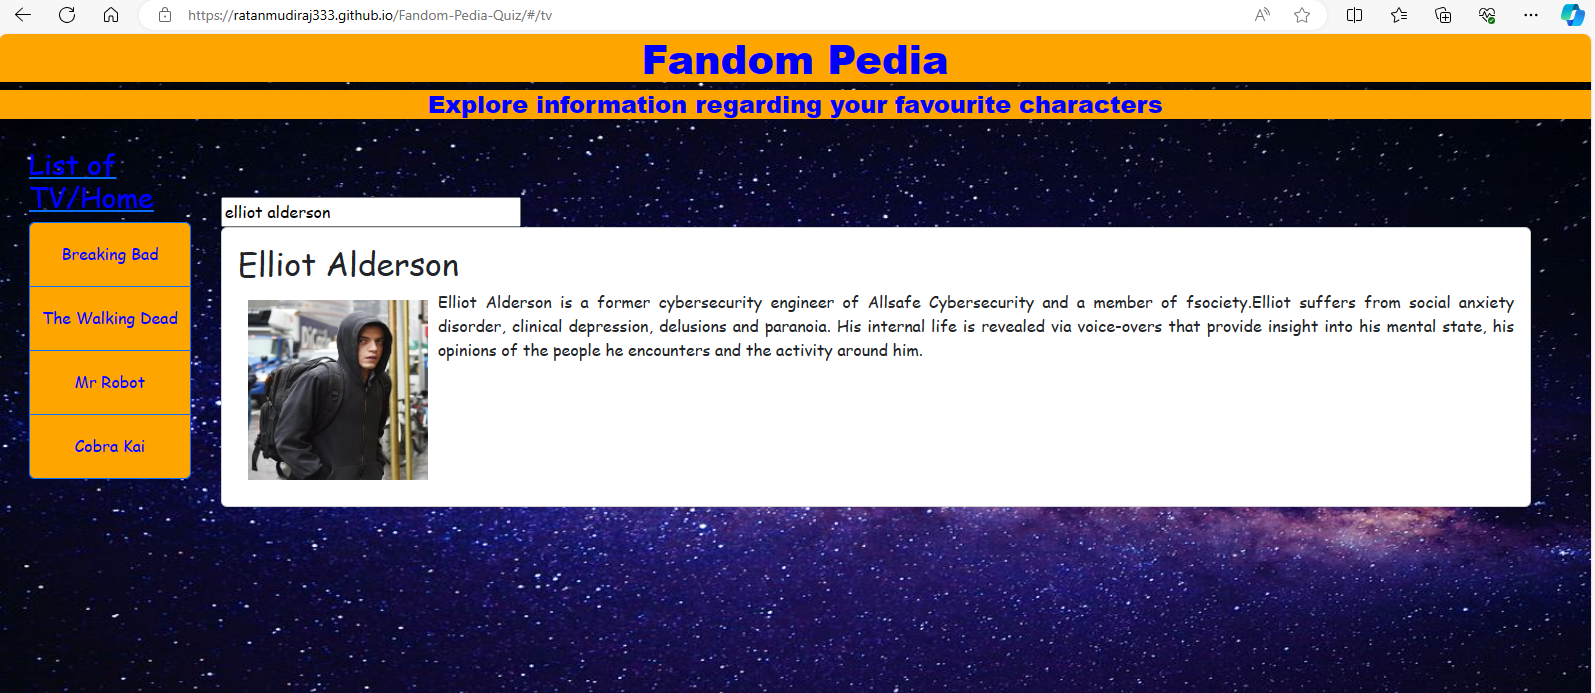 https://ratanmudiraj333.github.io/Fandom-Pedia-Quiz/#/tv
Fandom Pedia
Explore information regarding your favourite characters
List of
TV/Home
Breaking Bad
The Walking Dead
Mr Robot
Cobra Kai
elliot alderson
Elliot Alderson
Elliot Alderson is a former cybersecurity engineer of Allsafe Cybersecurity and a member of fsociety.Elliot suffers from social anxiety
disorder, clinical depression, delusions and paranoia. His internal life is revealed via voice-overs that provide insight into his mental state, his
opinions of the people he encounters and the activity around him.